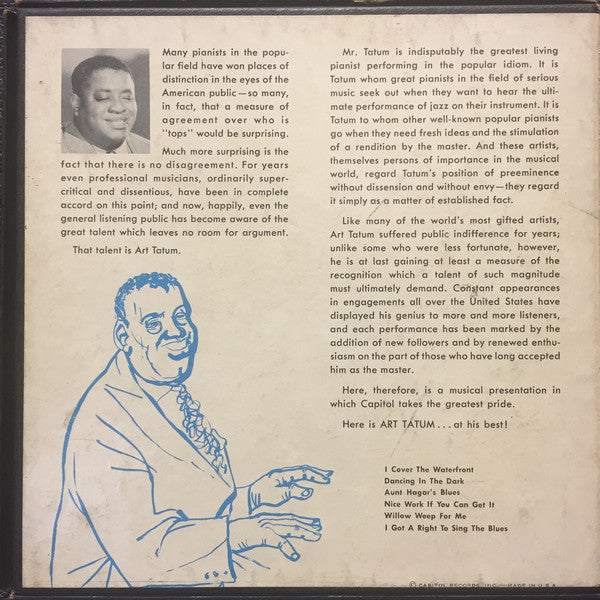 Many pianists in the popu-
lar field have won places of
distinction in the eyes of the
American public—so many,
in fact, that a measure of
agreement over who is
"tops" would be surprising.
Much more surprising is the
fact that there is no disagreement. For years
even professional musicians, ordinarily super-
critical and dissentious, have been in complete
accord on this point; and now, happily, even the
general listening public has become aware of the
great talent which leaves no room for argument.
That talent is Art Tatum.
Mr. Tatum is indisputably the greatest living
pianist performing in the popular idiom. It is
Tatum whom great pianists in the field of serious
music seek out when they want to hear the ulti-
mate performance of jazz on their instrument. It is
Tatum to whom other well-known popular pianists
go when they need fresh ideas and the stimulation
of a rendition by the master. And these artists,
themselves persons of importance in the musical
world, regard Tatum's position of preeminence
without dissension and without envy—they regard
it simply as a matter of established fact.
Like many of the world's most gifted artists,
Art Tatum suffered public indifference for years;
unlike some who were less fortunate, however,
he is at last gaining at least a measure of the
recognition which a talent of such magnitude
must ultimately demand. Constant appearances
in engagements all over the United States have
displayed his genius to more and more listeners,
and each performance has been marked by the
addition of new followers and by renewed enthu-
siasm on the part of those who have long accepted
him as the master.
Here, therefore, is a musical presentation in
which Capitol takes the greatest pride.
Here is ART TATUM . . . at his best!
I Cover The Waterfront
Dancing In The Dark
Aunt Hagar's Blues
Nice Work If You Can Get It
Willow Weep For Me
I Got A Right To Sing The Blues
© CAPITOL RECORDS, INC.—MADE IN U.S.A.